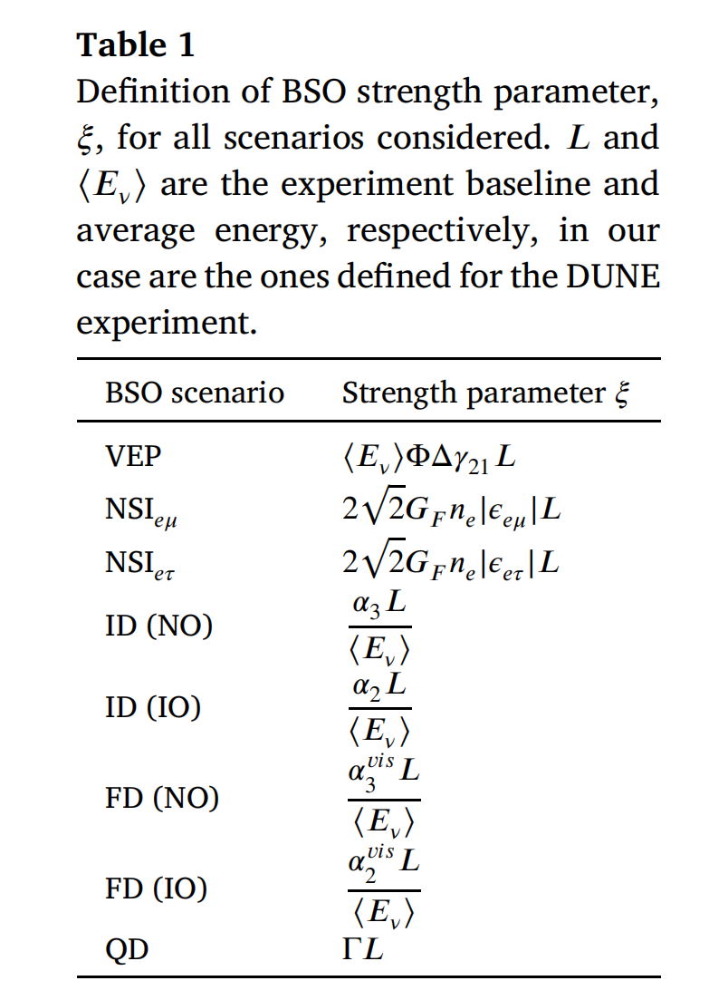 Table 1
Definition of BSO strength parameter,
ξ, for all scenarios considered. L and
⟨E_ν⟩ are the experiment baseline and
average energy, respectively, in our
case are the ones defined for the DUNE
experiment.
BSO scenario Strength parameter ξ
VEP ⟨E_ν⟩ΦΔγ_21 L
NSI_eμ 2√2G_F n_e|ϵ_eμ|L
NSI_eτ 2√2G_F n_e|ϵ_eτ|L
ID (NO) α_3 L / ⟨E_ν⟩
ID (IO) α_2 L / ⟨E_ν⟩
FD (NO) α_3^vis L / ⟨E_ν⟩
FD (IO) α_2^vis L / ⟨E_ν⟩
QD ΓL